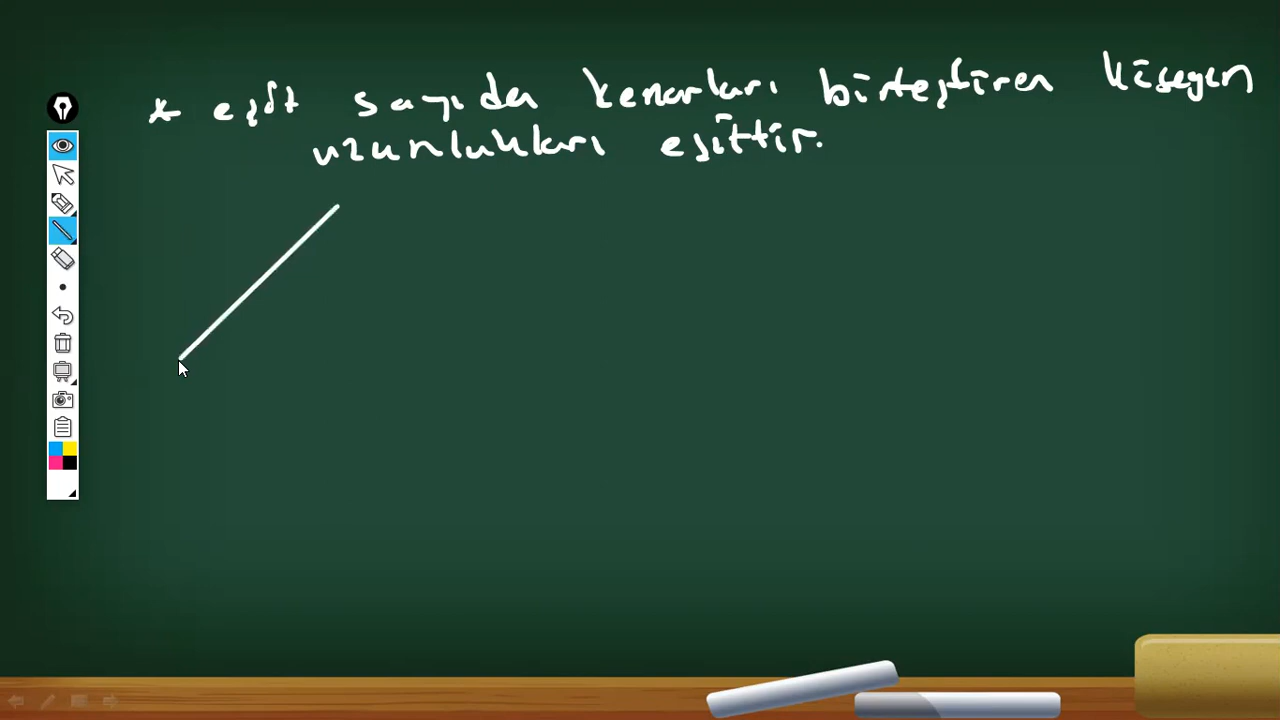 * eşit sayıda kenarları birleştiren köşegen
uzunlukları eşittir.